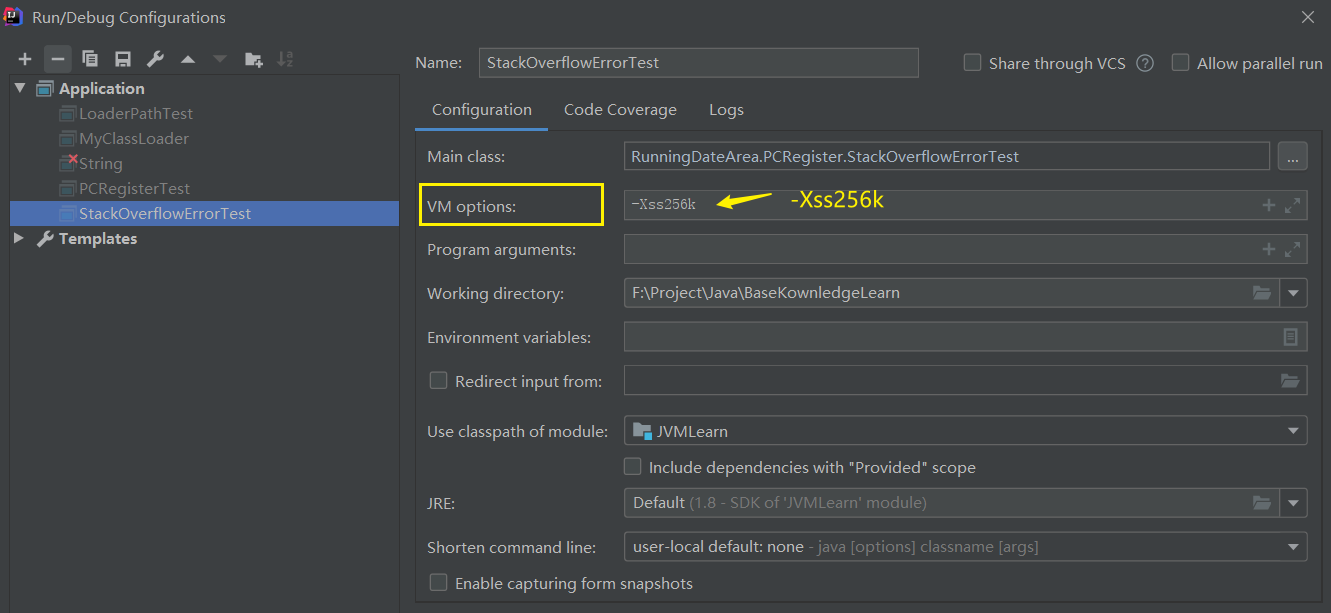 Run/Debug Configurations
Name: StackOverflowErrorTest
Share through VCS ?
Allow parallel run
Application
LoaderPathTest
MyClassLoader
String
PCRegisterTest
StackOverflowErrorTest
Templates
Configuration Code Coverage Logs
Main class: RunningDateArea.PCRegister.StackOverflowErrorTest ...
VM options: -Xss256k -Xss256k
Program arguments:
Working directory: F:\Project\Java\BaseKownledgeLearn
Environment variables:
Redirect input from:
Use classpath of module: JVMLearn
Include dependencies with "Provided" scope
JRE: Default (1.8 - SDK of 'JVMLearn' module)
Shorten command line: user-local default: none - java [options] classname [args]
Enable capturing form snapshots